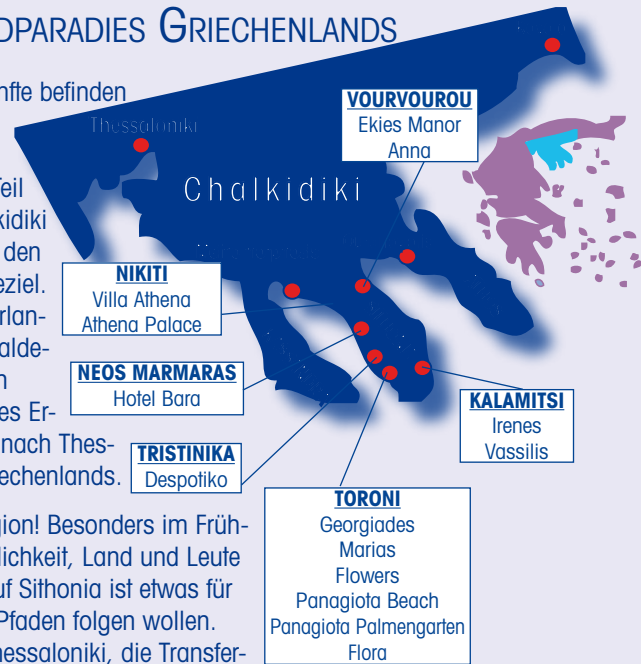 DPARADIES GRIECHENLANDS
nfte befinden
Teil
kidiki
den
eziel.
rlan-
alde-
n
es Er-
nach Thes-
echenlands.
gion! Besonders im Früh-
lichkeit, Land und Leute
uf Sithonia ist etwas für
Pfaden folgen wollen.
hessaloniki, die Transfer-
Thessaloniki
Chalkidiki
VOURVOUROU
Ekies Manor
Anna
NIKITI
Villa Athena
Athena Palace
NEOS MARMARAS
Hotel Bara
TRISTINIKA
Despotiko
KALAMITSI
Irenes
Vassilis
TORONI
Georgiades
Marias
Flowers
Panagiota Beach
Panagiota Palmengarten
Flora